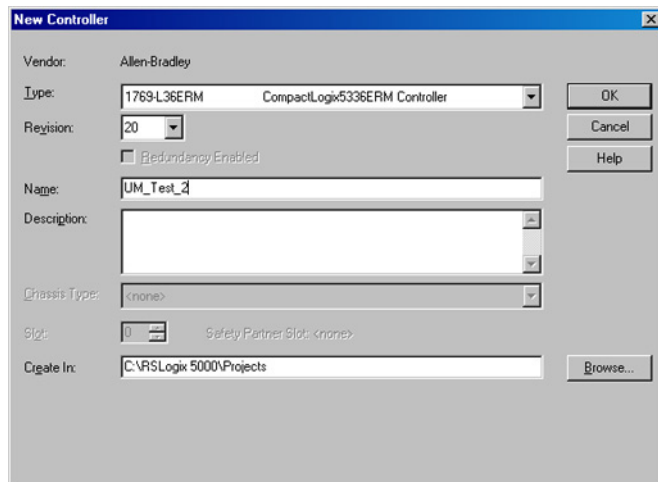 New Controller
Vendor: Allen-Bradley
Type: 1769-L36ERM CompactLogix5336ERM Controller OK
Revision: 20 Cancel
Redundancy Enabled Help
Name: UM_Test_2
Description:
Chassis Type: <none>
Slot: 0 Safety Partner Slot: <none>
Create In: C:\RSLogix 5000\Projects Browse...